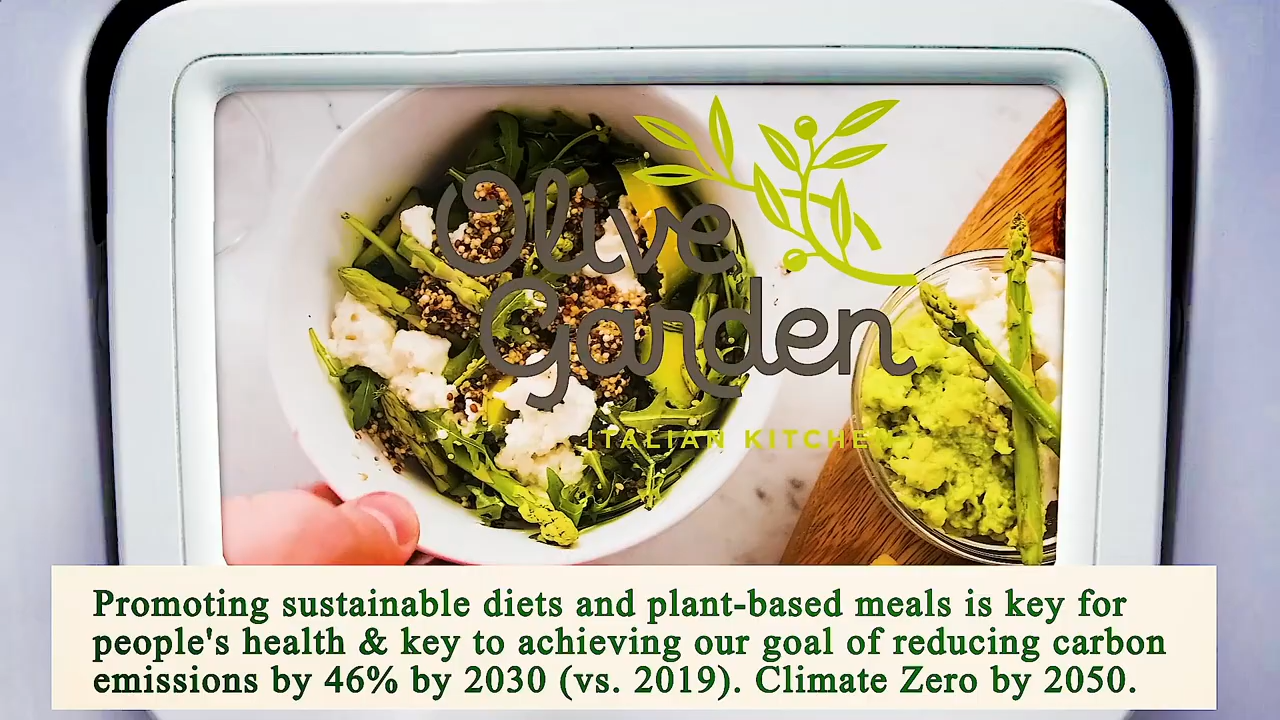 Olive
Garden
ITALIAN KITCHEN
Promoting sustainable diets and plant-based meals is key for
people's health & key to achieving our goal of reducing carbon
emissions by 46% by 2030 (vs. 2019). Climate Zero by 2050.